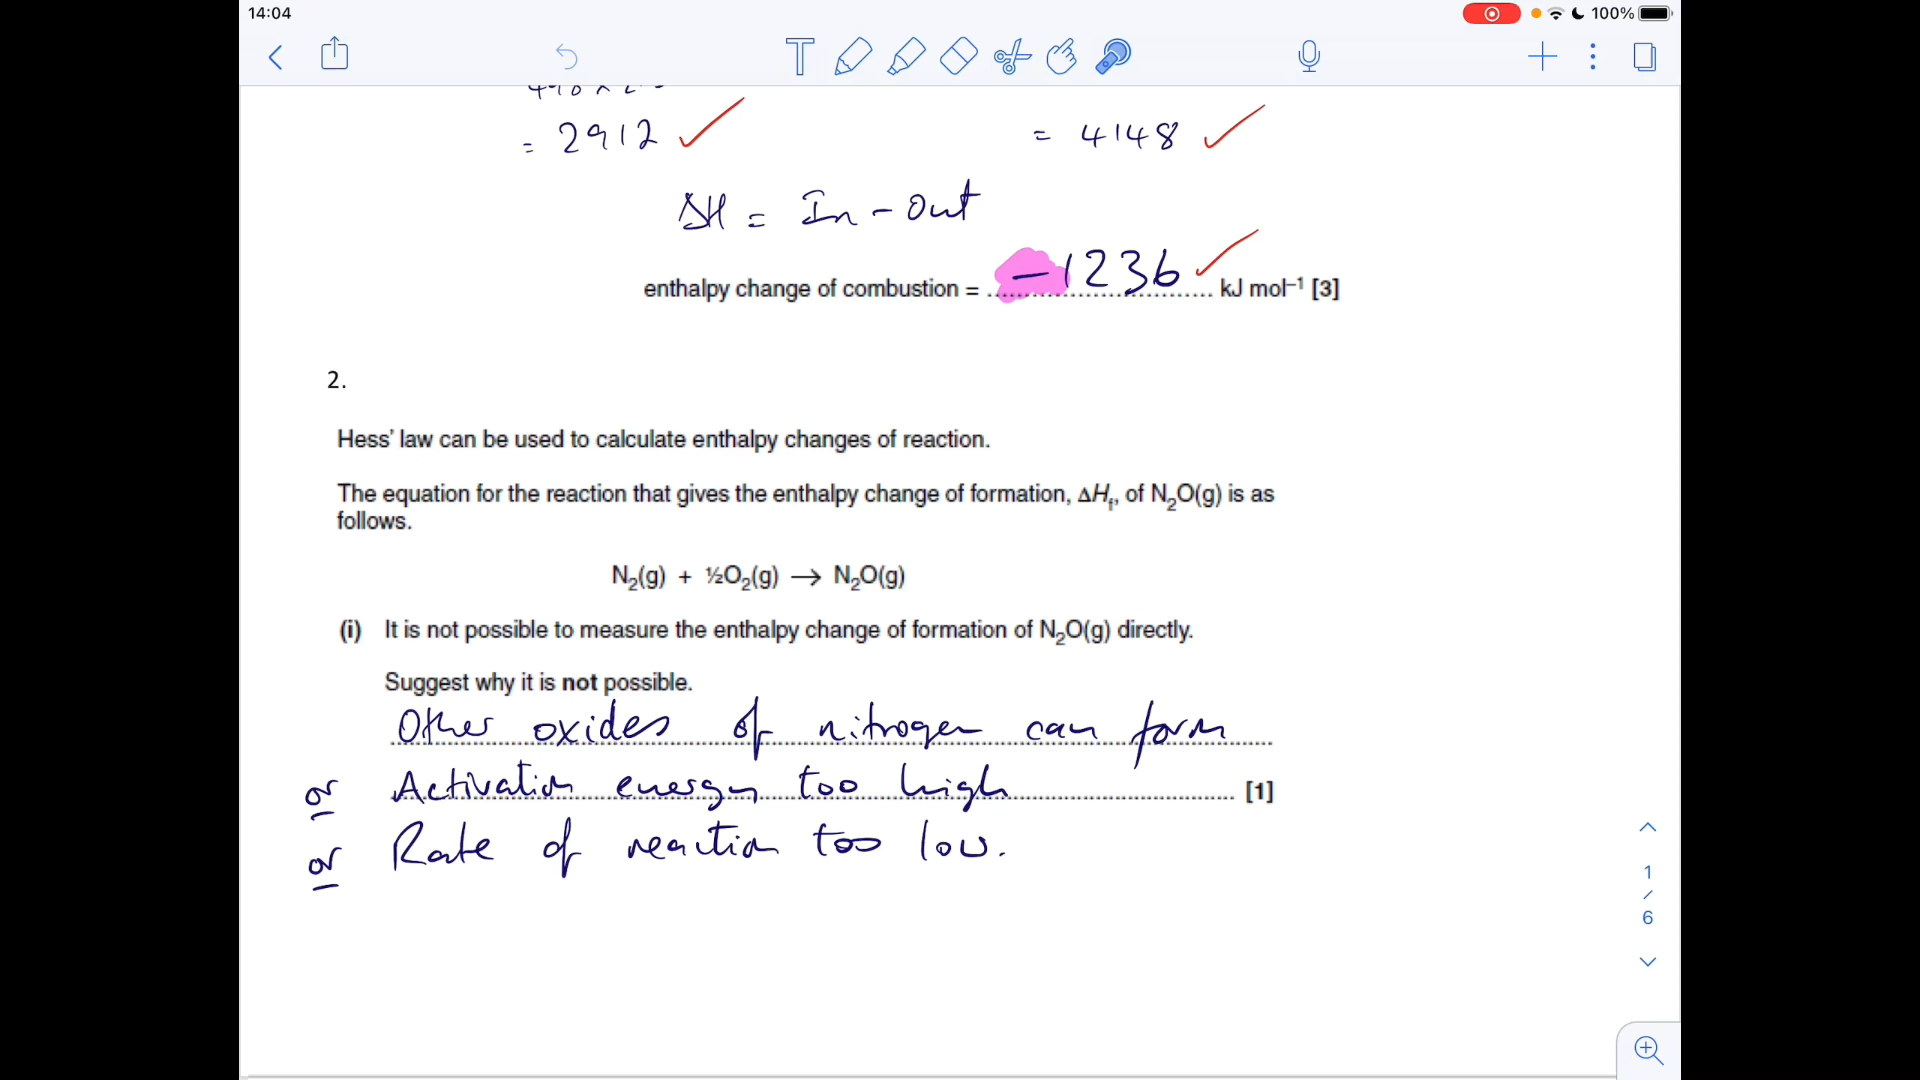 14:04
100%
= 2912
= 4148
ΔH = In - Out
enthalpy change of combustion = -1236 kJ mol⁻¹ [3]
2.
Hess' law can be used to calculate enthalpy changes of reaction.
The equation for the reaction that gives the enthalpy change of formation, ΔHf, of N₂O(g) is as
follows.
N₂(g) + ½O₂(g) → N₂O(g)
(i) It is not possible to measure the enthalpy change of formation of N₂O(g) directly.
Suggest why it is not possible.
Other oxides of nitrogen can form
or Activation energy too high [1]
or Rate of reaction too low.
1
/
6